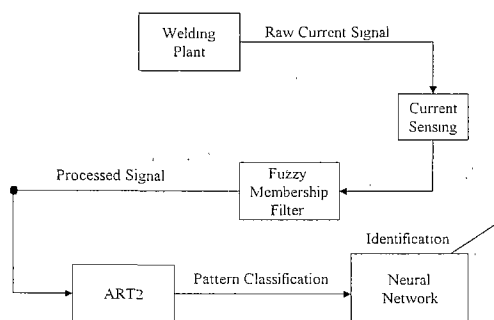 Welding
Plant
Raw Current Signal
Current
Sensing
Fuzzy
Membership
Filter
Processed Signal
Identification
ART2
Pattern Classification
Neural
Network